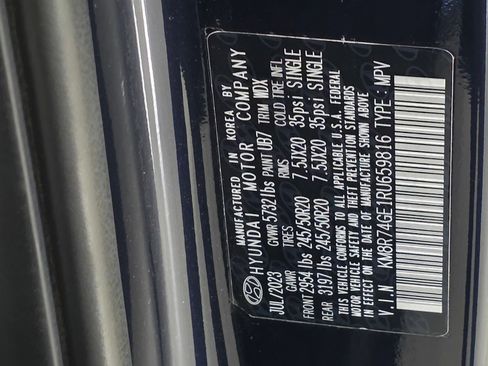 MANUFACTURED IN KOREA BY
HYUNDAI MOTOR COMPANY
JUL/2023 GVWR 5732 lbs PAINT UB7 TRIM MDX
GAWR TIRES RIMS COLD TIRE INFL
FRONT 2954 lbs 245/50R20 7.5JX20 35psi SINGLE
REAR 3197 lbs 245/50R20 7.5JX20 35psi SINGLE
THIS VEHICLE CONFORMS TO ALL APPLICABLE U.S.A. FEDERAL
MOTOR VEHICLE SAFETY AND THEFT PREVENTION STANDARDS
IN EFFECT ON THE DATE OF MANUFACTURE SHOWN ABOVE
V.I.N : KM8R74GE1RU659816 TYPE : MPV